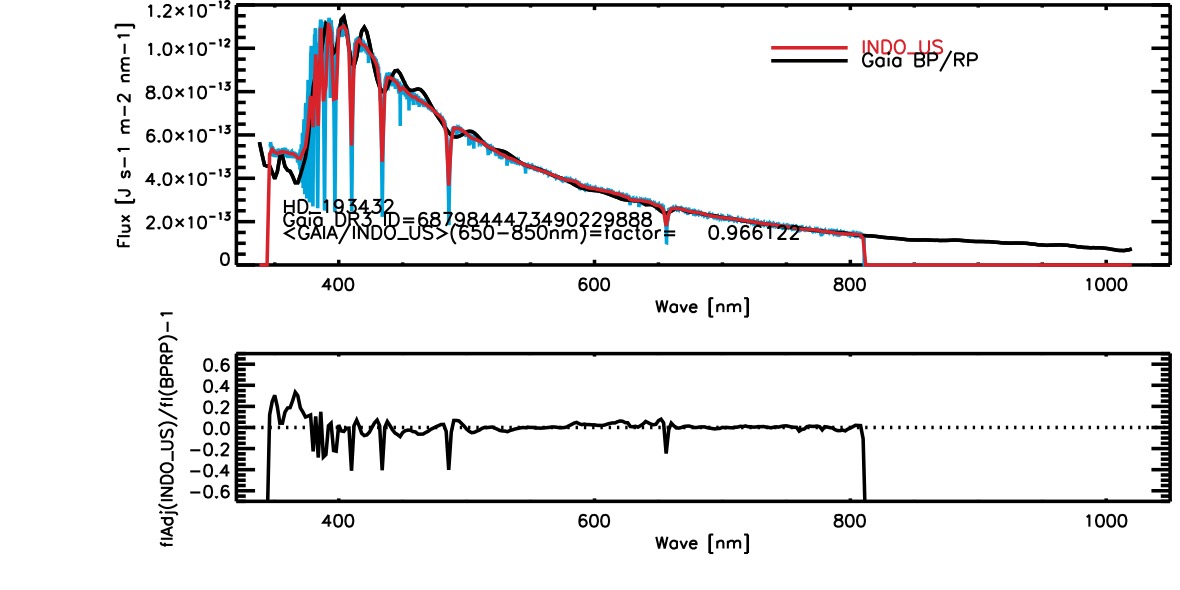 1.2×10−12
1.0×10−12
8.0×10−13
6.0×10−13
4.0×10−13
2.0×10−13
0
Flux [J s−1 m−2 nm−1]
INDO_US
Gaia BP/RP
HD_193432
Gaia DR3 ID=6879844473490229888
<GAIA/INDO_US>(650−850nm)=factor= 0.966122
400 600 800 1000
Wave [nm]
flAdj(INDO_US)/fl(BPRP)−1
0.6
0.4
0.2
0.0
−0.2
−0.4
−0.6
400 600 800 1000
Wave [nm]